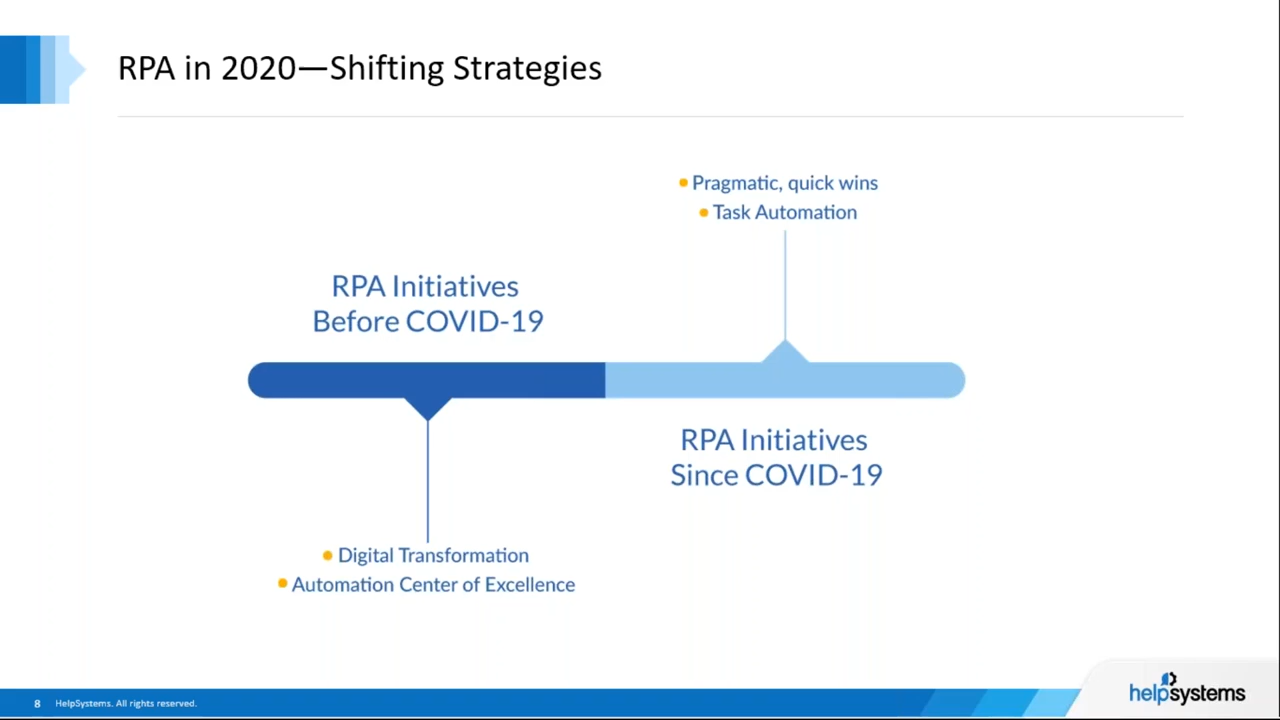 RPA in 2020—Shifting Strategies
Pragmatic, quick wins
Task Automation
RPA Initiatives
Before COVID-19
RPA Initiatives
Since COVID-19
Digital Transformation
Automation Center of Excellence
8 HelpSystems. All rights reserved.
helpsystems